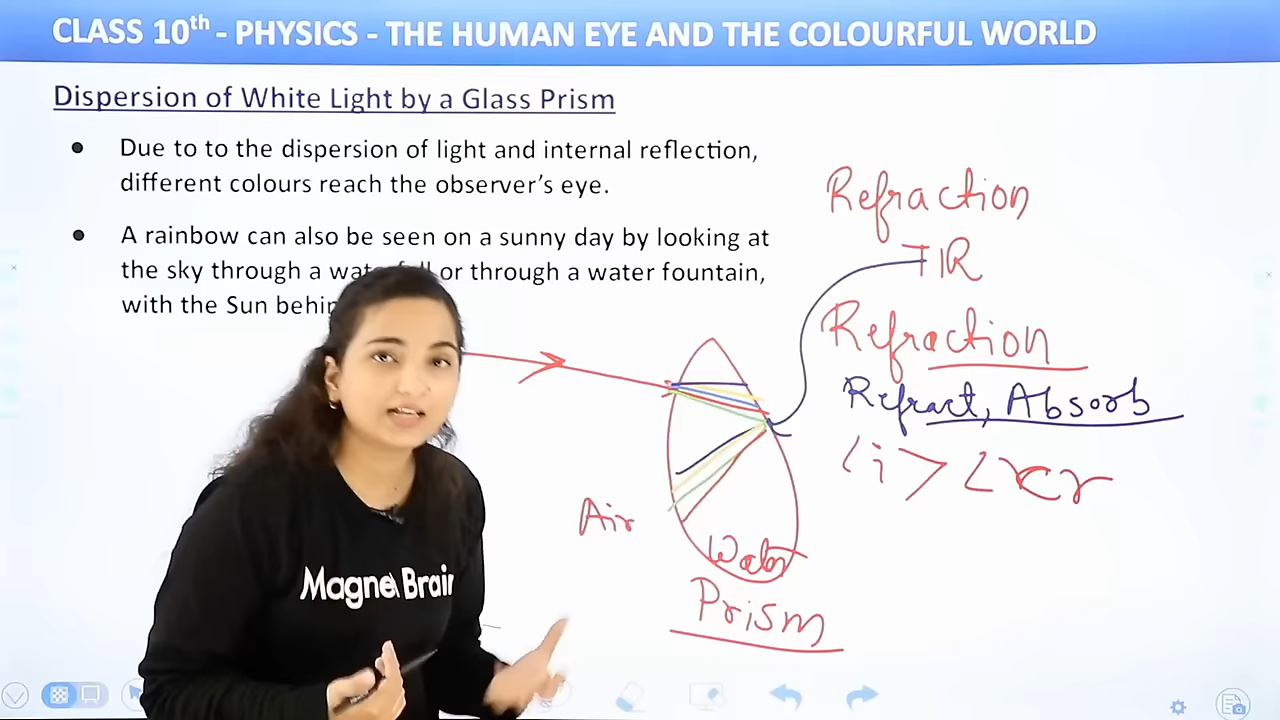 CLASS 10th - PHYSICS - THE HUMAN EYE AND THE COLOURFUL WORLD
Dispersion of White Light by a Glass Prism
Due to to the dispersion of light and internal reflection,
different colours reach the observer's eye.
A rainbow can also be seen on a sunny day by looking at
the sky through a or through a water fountain,
with the Sun
Refraction
TIR
Refraction
Refract, Absorb
Air
Water
Prism
Magnet Brain